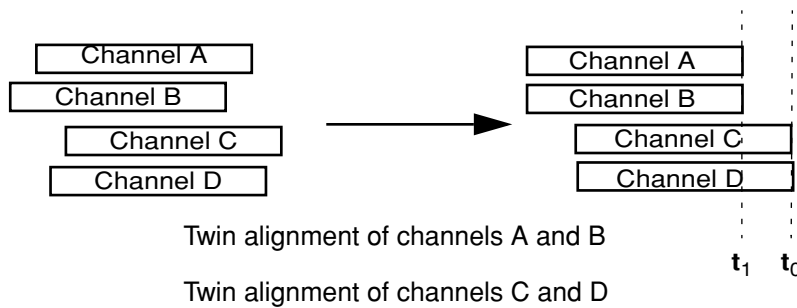 Channel A
Channel B
Channel C
Channel D
Channel A
Channel B
Channel C
Channel D
Twin alignment of channels A and B
t1 t0
Twin alignment of channels C and D